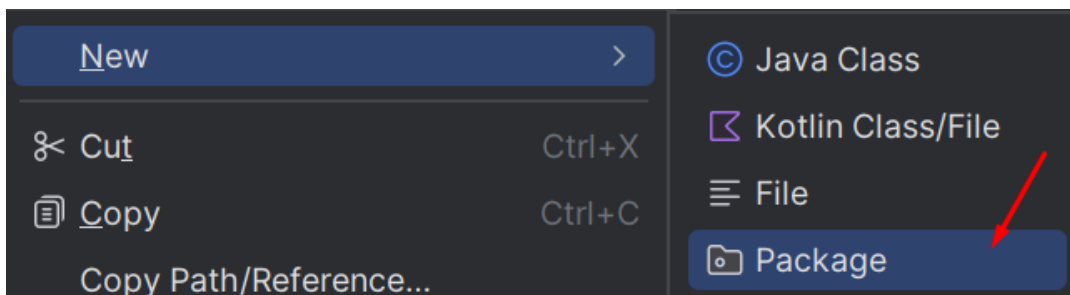 New
Cut Ctrl+X
Copy Ctrl+C
Copy Path/Reference...
Java Class
Kotlin Class/File
File
Package